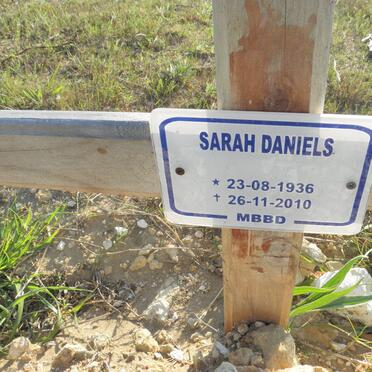 SARAH DANIELS
★ 23-08-1936
✝ 26-11-2010
MBBD